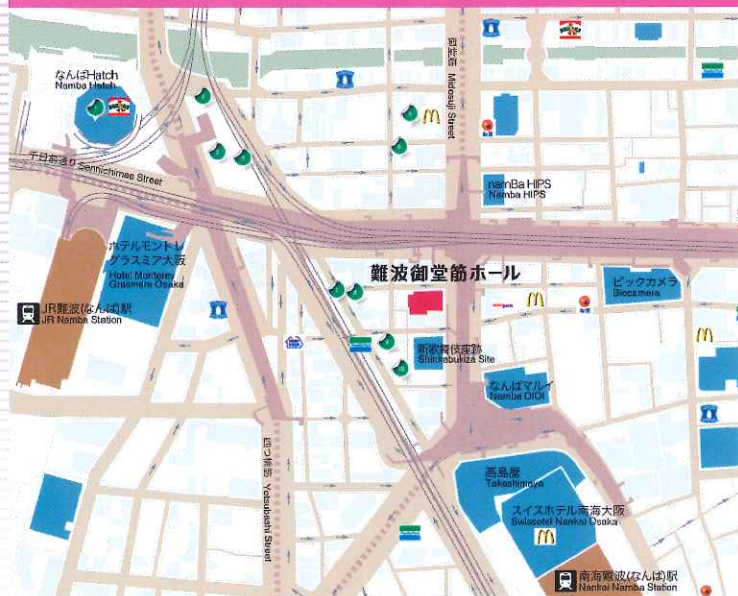 なんばHatch
Namba Hatch
御堂筋 Midosuji Street
千日前通り Sennichimae Street
namBa HIPS
Namba HIPS
ホテルモントレ
グラスミア大阪
Hotel Monterey
Grasmere Osaka
難波御堂筋ホール
ビックカメラ
Biccamera
JR難波(なんば)駅
JR Namba Station
新歌舞伎座跡
Shinkabukiza Site
なんばマルイ
Namba OIOI
四つ橋筋 Yotsubashi Street
高島屋
Takashimaya
スイスホテル南海大阪
Swissotel Nankai Osaka
南海難波(なんば)駅
Nankai Namba Station